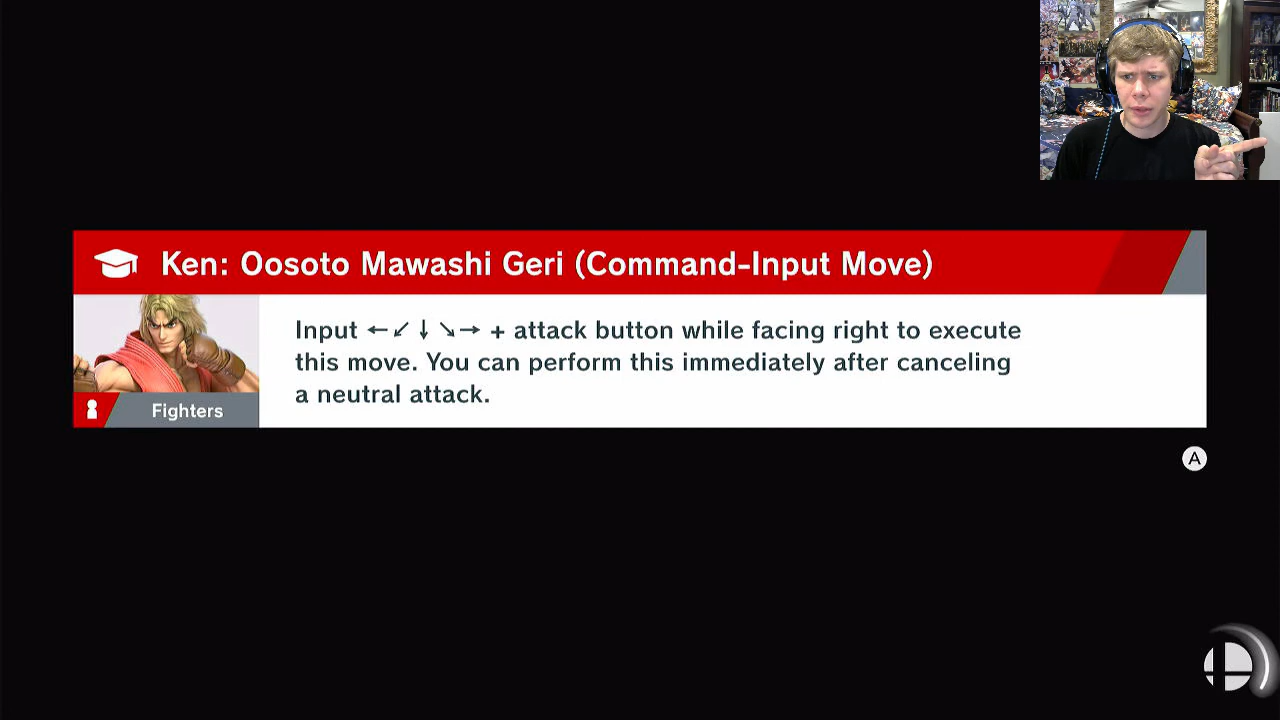 Ken: Oosoto Mawashi Geri (Command-Input Move)
Input ←↙↓↘→ + attack button while facing right to execute
this move. You can perform this immediately after canceling
a neutral attack.
Fighters
A